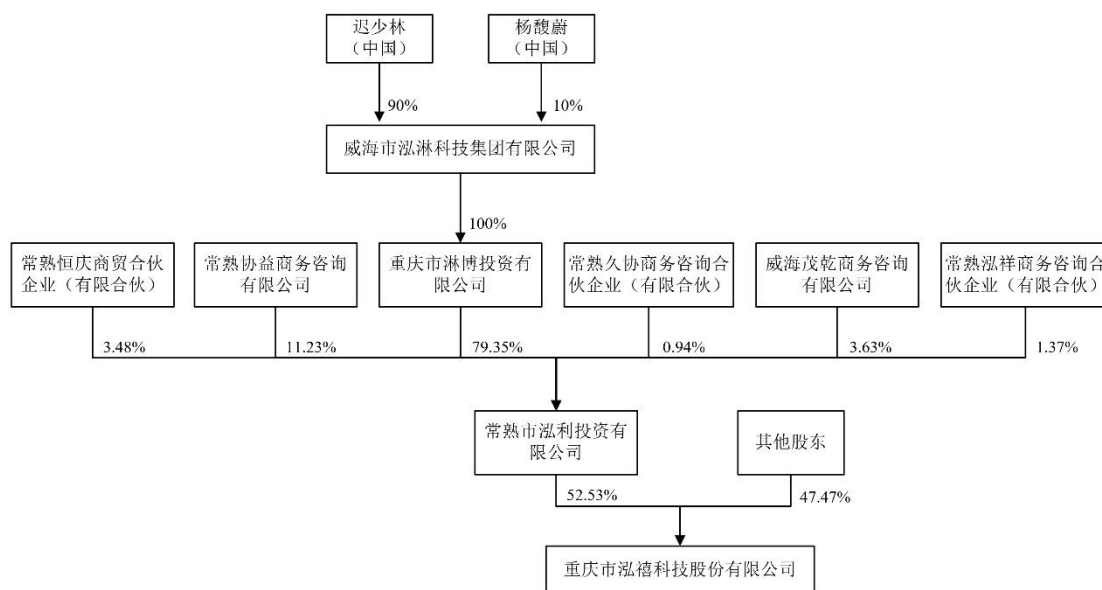 迟少林
（中国）
杨馥蔚
（中国）
90%
10%
威海市泓淋科技集团有限公司
100%
常熟恒庆商贸合伙
企业（有限合伙）
常熟协益商务咨询
有限公司
重庆市淋博投资有
限公司
常熟久协商务咨询合
伙企业（有限合伙）
威海茂乾商务咨询
有限公司
常熟泓祥商务咨询合
伙企业（有限合伙）
3.48%
11.23%
79.35%
0.94%
3.63%
1.37%
常熟市泓利投资有
限公司
其他股东
52.53%
47.47%
重庆市泓禧科技股份有限公司